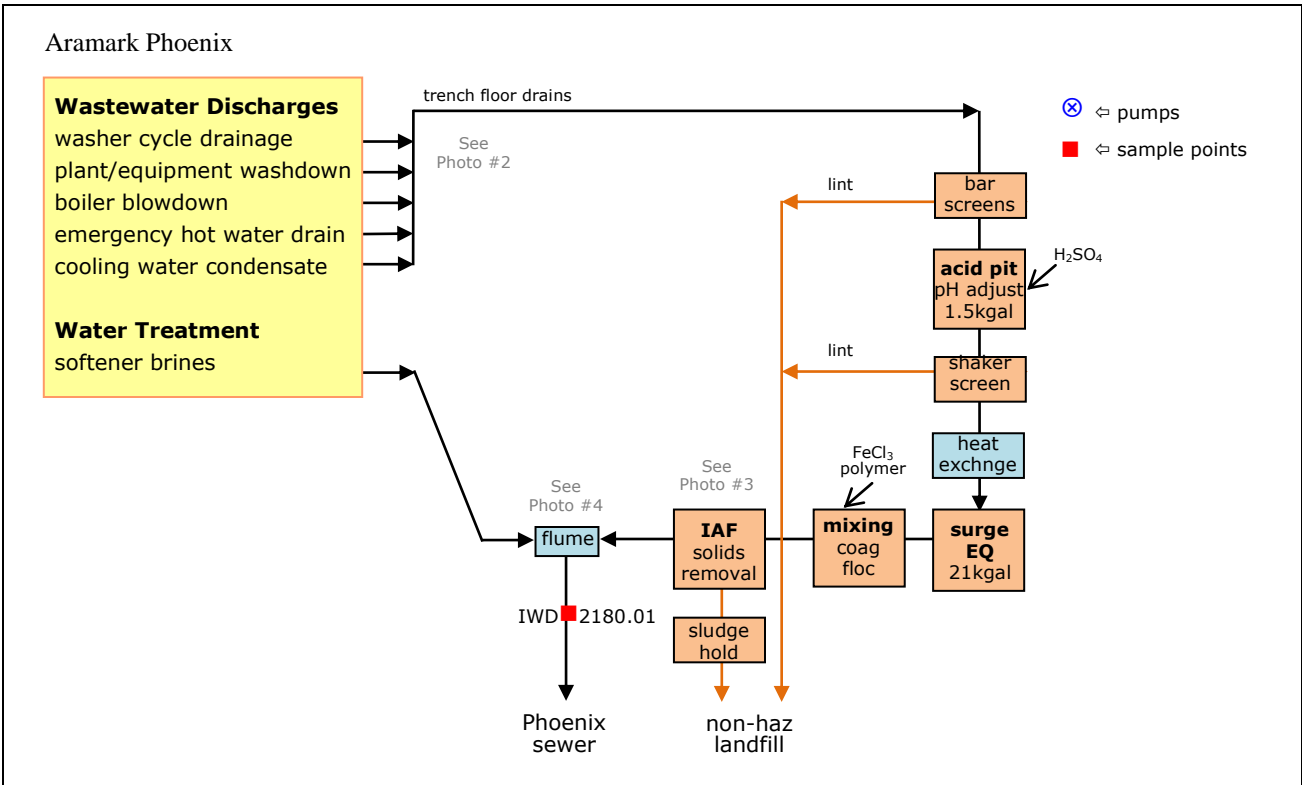 Aramark Phoenix
Wastewater Discharges
washer cycle drainage
plant/equipment washdown
boiler blowdown
emergency hot water drain
cooling water condensate
Water Treatment
softener brines
trench floor drains
See
Photo #2
⊗ ⇦ pumps
⇦ sample points
lint
bar
screens
acid pit
pH adjust
1.5kgal
H₂SO₄
lint
shaker
screen
heat
exchnge
surge
EQ
21kgal
FeCl₃
polymer
mixing
coag
floc
See
Photo #3
IAF
solids
removal
sludge
hold
See
Photo #4
flume
IWD 2180.01
Phoenix
sewer
non-haz
landfill